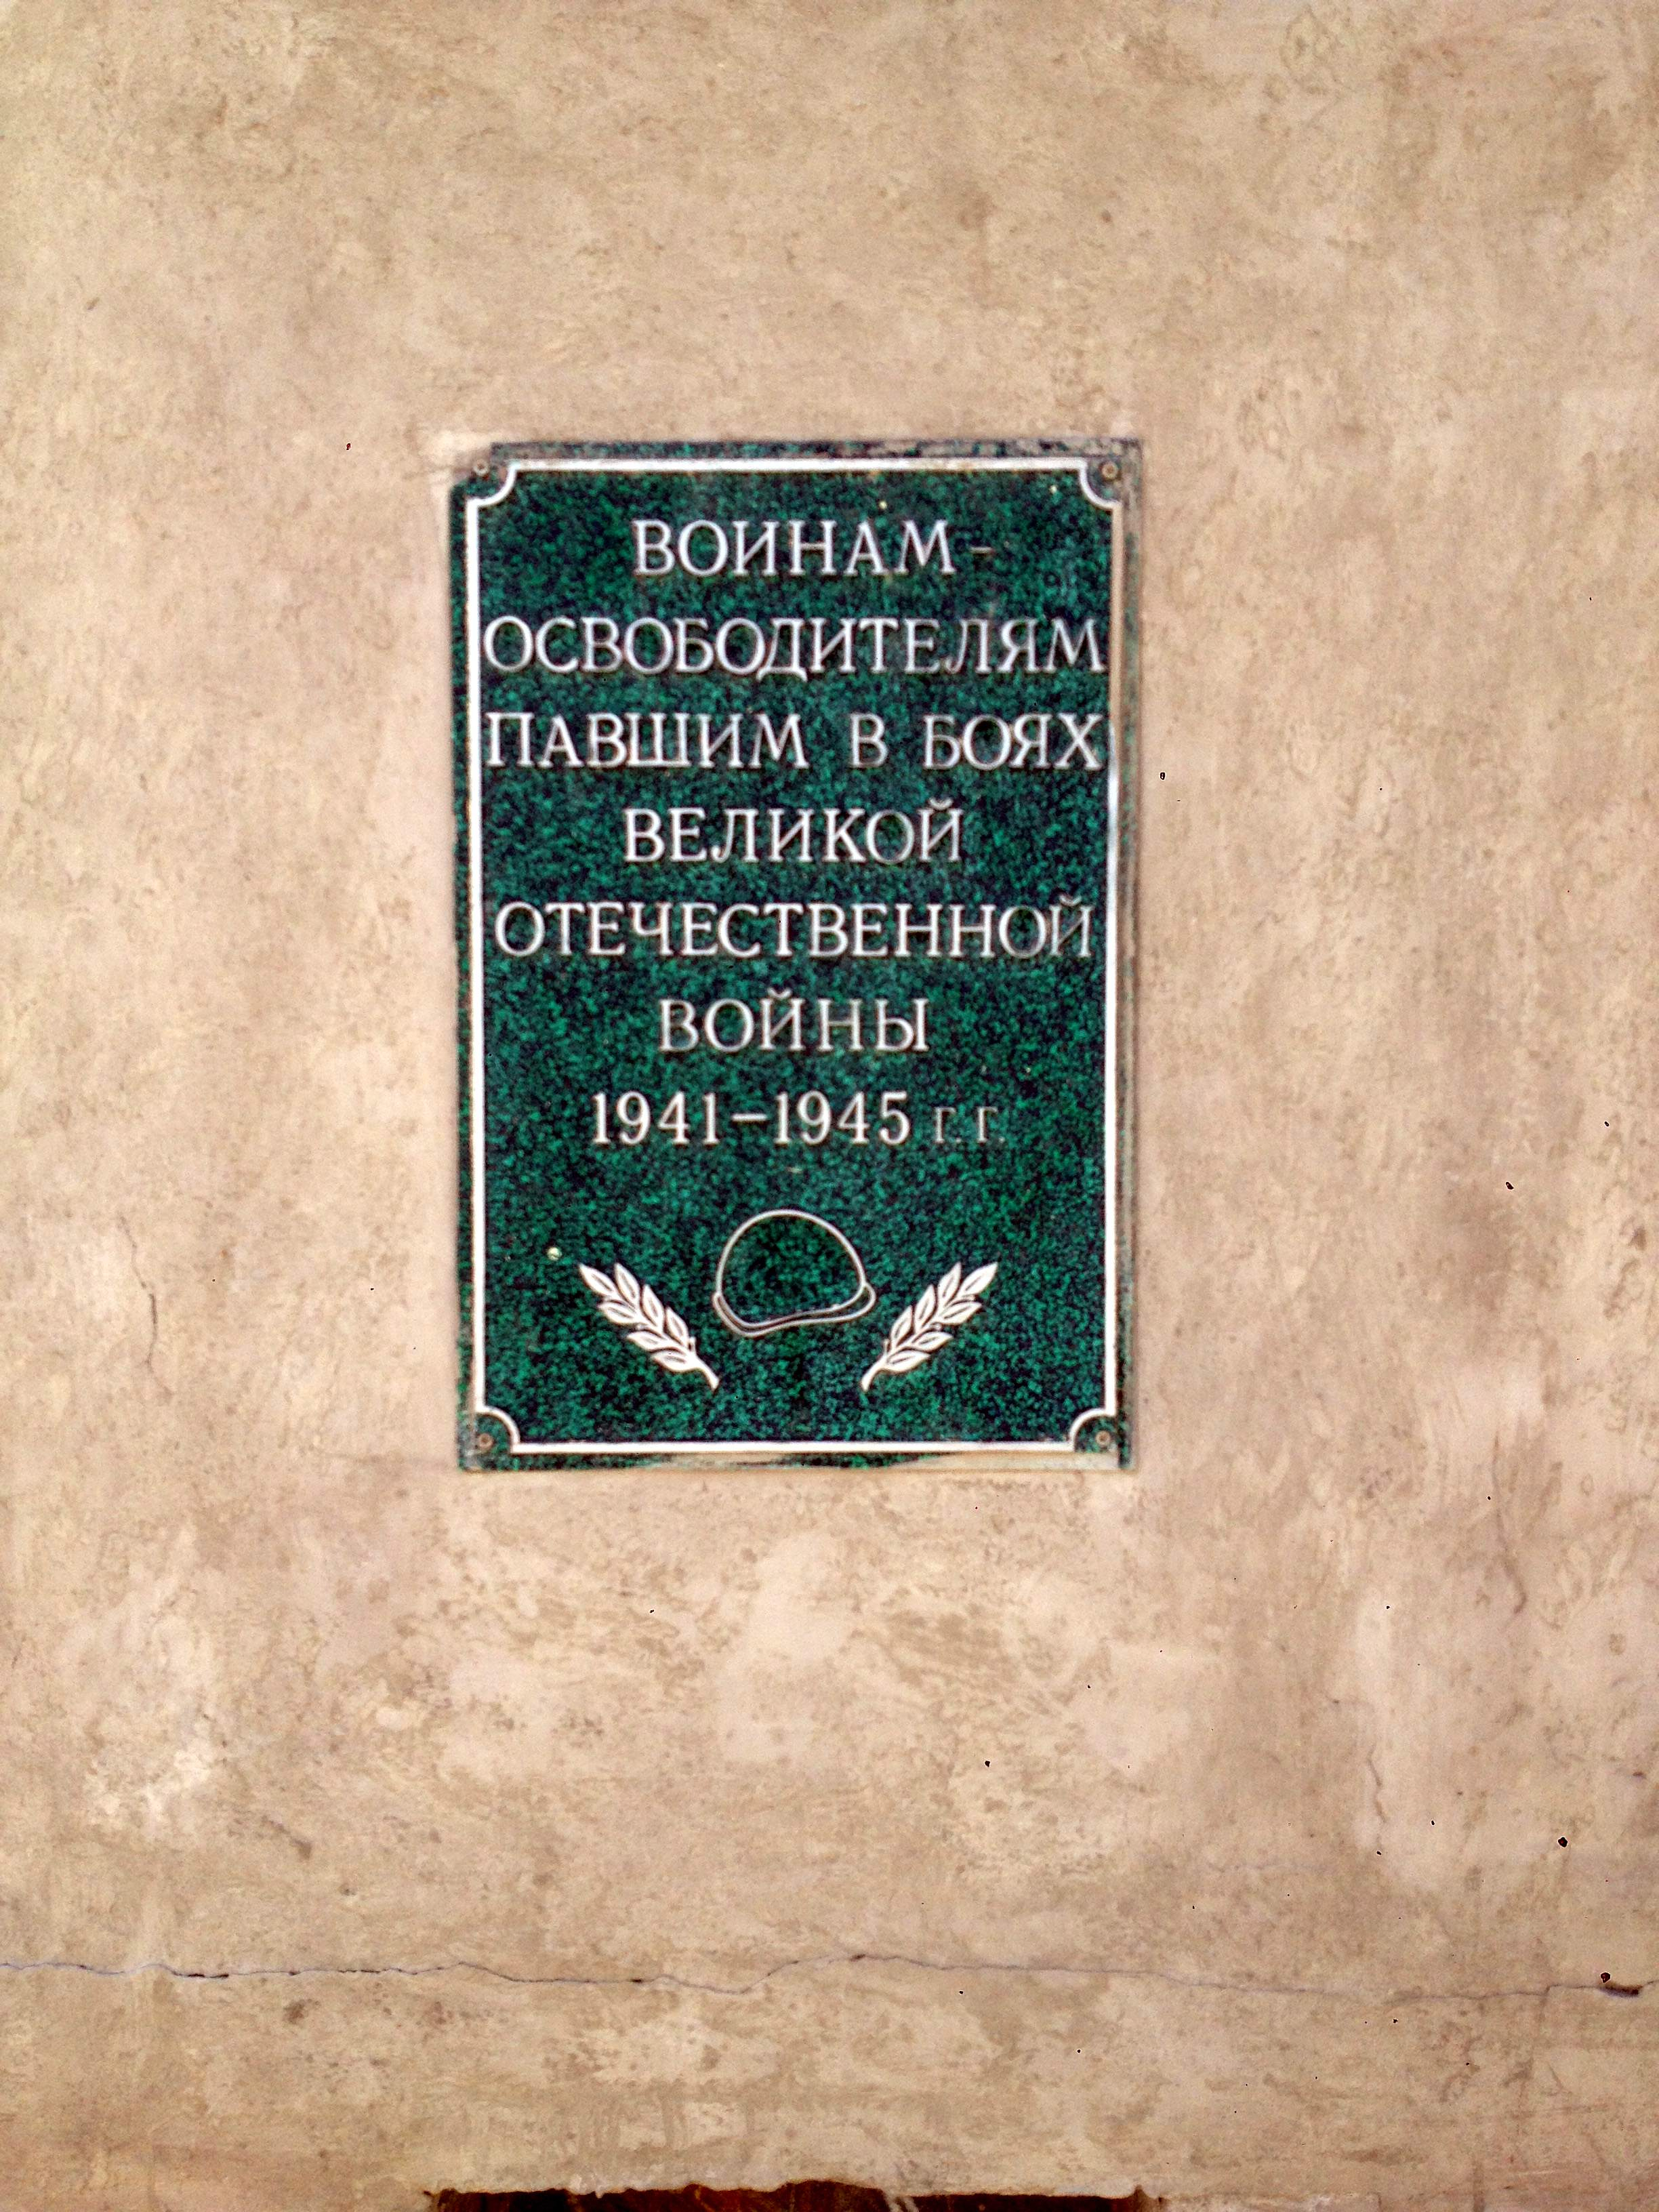 ВОИНАМ-
ОСВОБОДИТЕЛЯМ
ПАВШИМ В БОЯХ
ВЕЛИКОЙ
ОТЕЧЕСТВЕННОЙ
ВОЙНЫ
1941-1945 г.г.